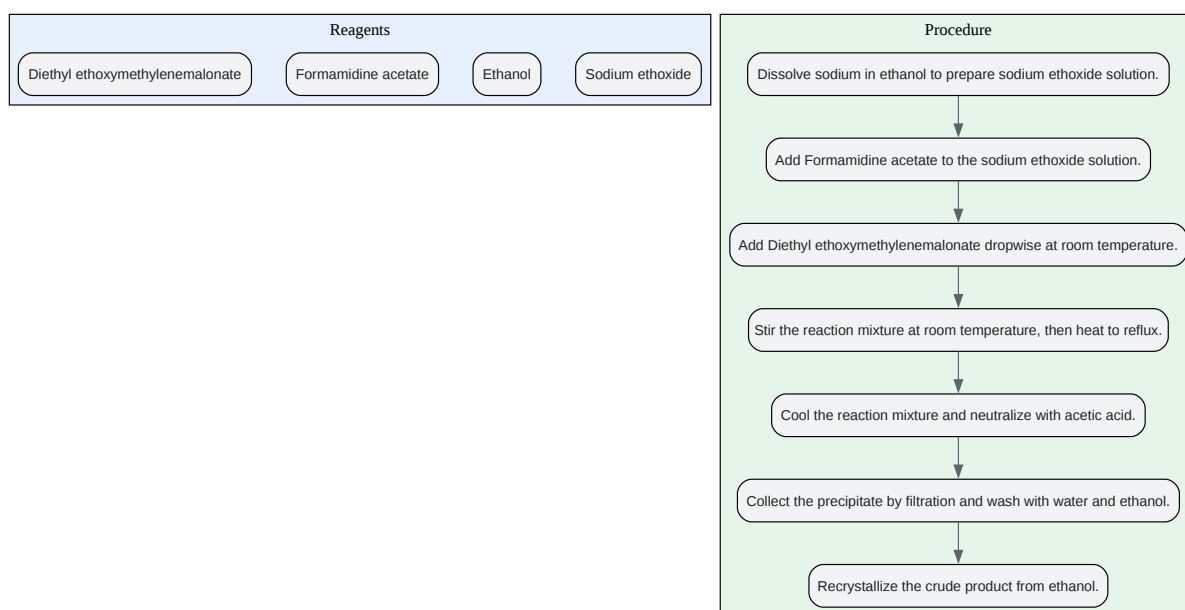 Reagents
Diethyl ethoxymethylenemalonate
Formamidine acetate
Ethanol
Sodium ethoxide
Procedure
Dissolve sodium in ethanol to prepare sodium ethoxide solution.
Add Formamidine acetate to the sodium ethoxide solution.
Add Diethyl ethoxymethylenemalonate dropwise at room temperature.
Stir the reaction mixture at room temperature, then heat to reflux.
Cool the reaction mixture and neutralize with acetic acid.
Collect the precipitate by filtration and wash with water and ethanol.
Recrystallize the crude product from ethanol.